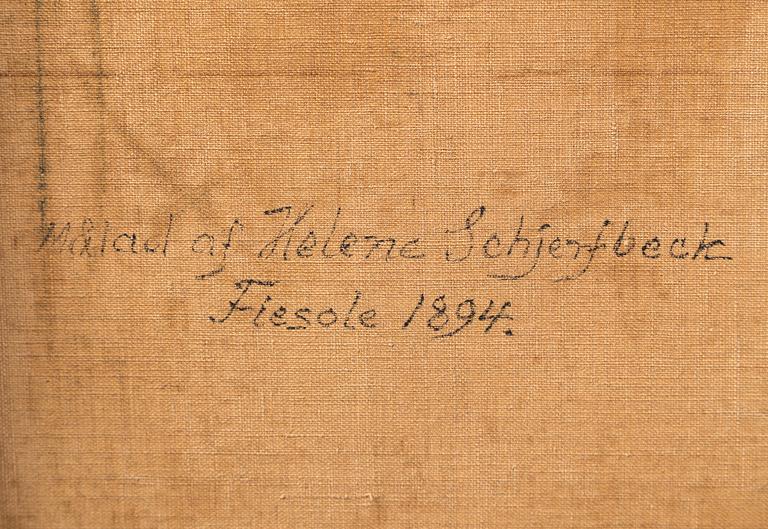 Målad af Helene Schjerfbeck
Fiesole 1894.